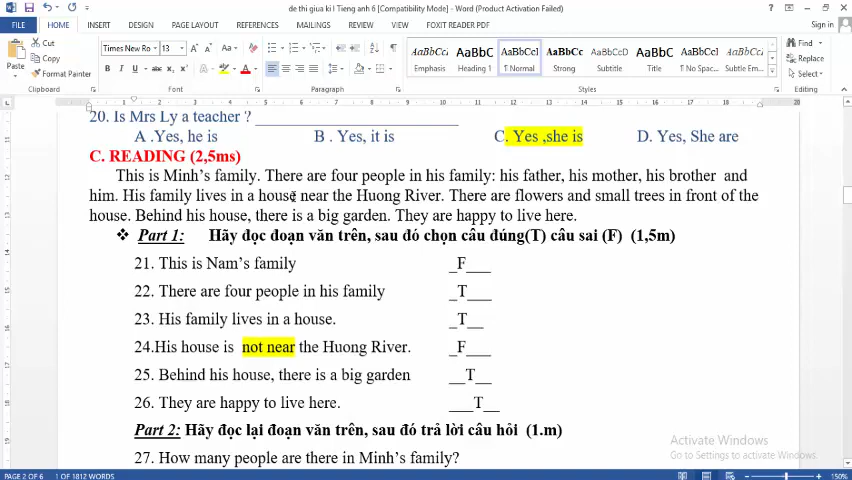 de thi giua ki I Tieng anh 6 [Compatibility Mode] - Word (Product Activation Failed)
FILE HOME INSERT DESIGN PAGE LAYOUT REFERENCES MAILINGS REVIEW VIEW FOXIT READER PDF Sign in
Paste Cut Copy Format Painter
Clipboard
Times New Ro 13
Font
Paragraph
AaBbCcl Emphasis
AaBbC Heading 1
AaBbCcl ¶ Normal
AaBbCc Strong
AaBbCcD Subtitle
AaBbC Title
AaBbCcl ¶ No Spac...
AaBbCcl Subtle Em...
Styles
Find
Replace
Select
Editing
20. Is Mrs Ly a teacher ? ____________________
A .Yes, he is B . Yes, it is C. Yes ,she is D. Yes, She are
C. READING (2,5ms)
This is Minh’s family. There are four people in his family: his father, his mother, his brother and
him. His family lives in a house near the Huong River. There are flowers and small trees in front of the
house. Behind his house, there is a big garden. They are happy to live here.
❖ Part 1: Hãy đọc đoạn văn trên, sau đó chọn câu đúng(T) câu sai (F) (1,5m)
21. This is Nam’s family _F___
22. There are four people in his family _T___
23. His family lives in a house. _T__
24.His house is not near the Huong River. _F___
25. Behind his house, there is a big garden __T__
26. They are happy to live here. ___T__
Part 2: Hãy đọc lại đoạn văn trên, sau đó trả lời câu hỏi (1.m)
27. How many people are there in Minh’s family?
Activate Windows
Go to Settings to activate Windows.
PAGE 2 OF 6 1 OF 1812 WORDS 150%